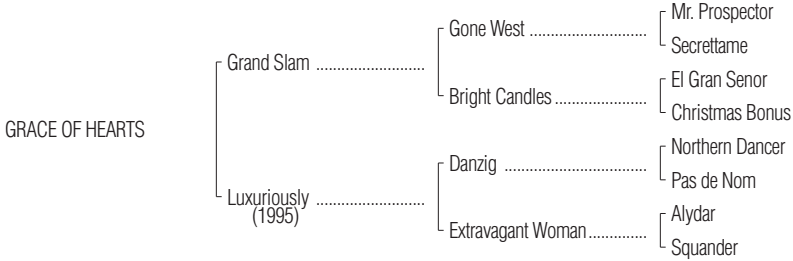 Mr. Prospector
Gone West ............................
Secrettame
Grand Slam ..........................
El Gran Senor
Bright Candles ......................
Christmas Bonus
GRACE OF HEARTS
Northern Dancer
Danzig ..................................
Pas de Nom
Luxuriously ..........................
(1995)
Alydar
Extravagant Woman..............
Squander